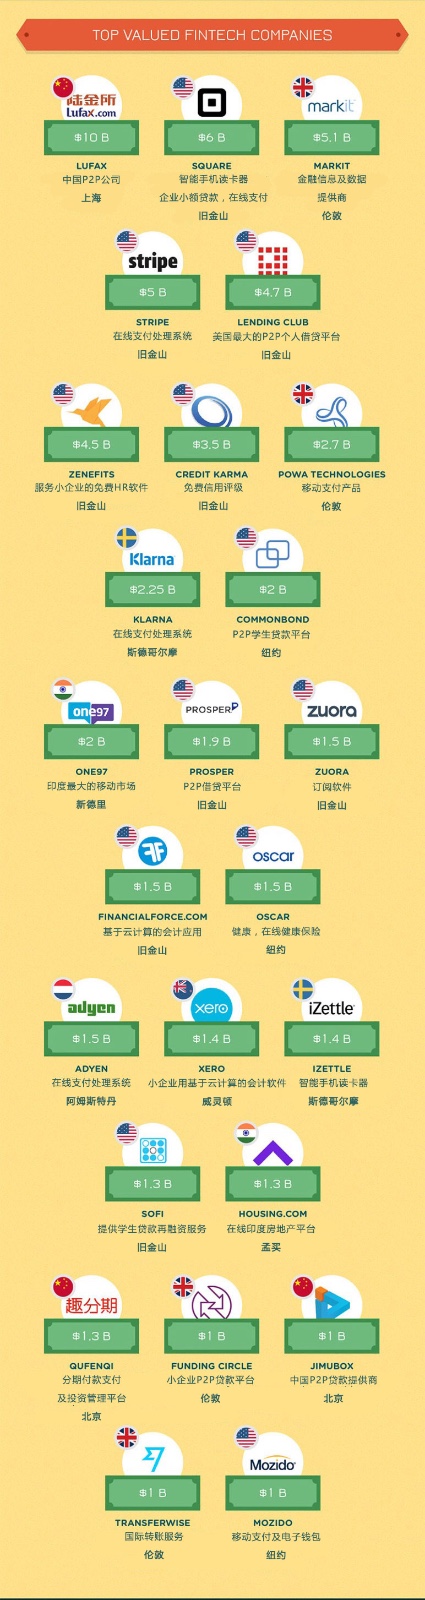 TOP VALUED FINTECH COMPANIES
陆金所
Lufax.com
$10 B
LUFAX
中国P2P公司
上海
$6 B
SQUARE
智能手机读卡器
企业小额贷款，在线支付
旧金山
markit
$5.1 B
MARKIT
金融信息及数据
提供商
伦敦
stripe
$5 B
STRIPE
在线支付处理系统
旧金山
$4.7 B
LENDING CLUB
美国最大的P2P个人借贷平台
旧金山
$4.5 B
ZENEFITS
服务小企业的免费HR软件
旧金山
$3.5 B
CREDIT KARMA
免费信用评级
旧金山
$2.7 B
POWA TECHNOLOGIES
移动支付产品
伦敦
Klarna
$2.25 B
KLARNA
在线支付处理系统
斯德哥尔摩
$2 B
COMMONBOND
P2P学生贷款平台
纽约
one97
$2 B
ONE97
印度最大的移动市场
新德里
PROSPER
$1.9 B
PROSPER
P2P借贷平台
旧金山
zuora
$1.5 B
ZUORA
订阅软件
旧金山
FF
$1.5 B
FINANCIALFORCE.COM
基于云计算的会计应用
旧金山
oscar
$1.5 B
OSCAR
健康，在线健康保险
纽约
adyen
$1.5 B
ADYEN
在线支付处理系统
阿姆斯特丹
xero
$1.4 B
XERO
小企业用基于云计算的会计软件
威灵顿
iZettle
$1.4 B
IZETTLE
智能手机读卡器
斯德哥尔摩
$1.3 B
SOFI
提供学生贷款再融资服务
旧金山
$1.3 B
HOUSING.COM
在线印度房地产平台
孟买
趣分期
$1.3 B
QUFENQI
分期付款支付
及投资管理平台
北京
$1 B
FUNDING CIRCLE
小企业P2P贷款平台
伦敦
$1 B
JIMUBOX
中国P2P贷款提供商
北京
$1 B
TRANSFERWISE
国际转账服务
伦敦
Mozido
$1 B
MOZIDO
移动支付及电子钱包
纽约